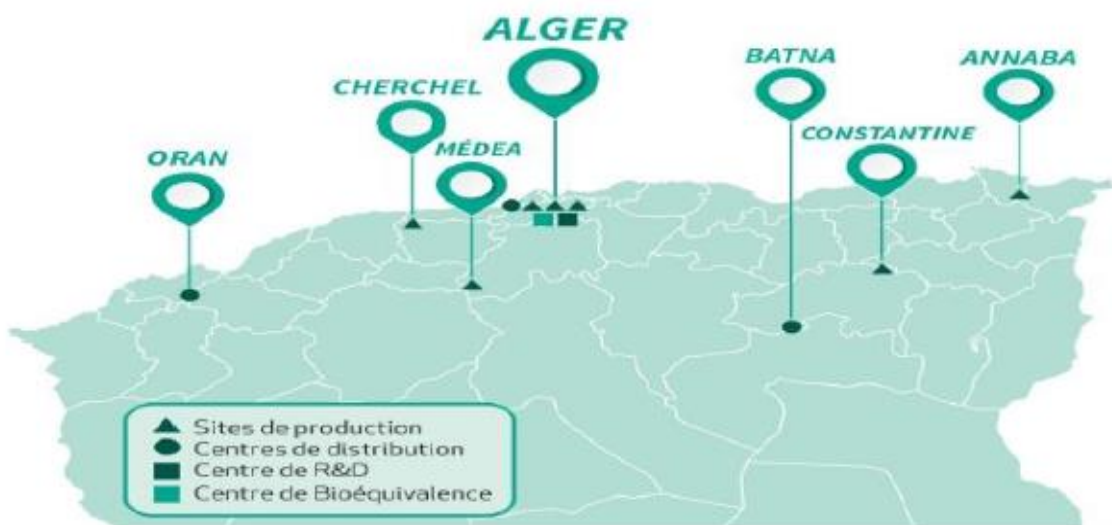 ALGER
BATNA
ANNABA
CHERCHEL
CONSTANTINE
MÉDEA
ORAN
Sites de production
Centres de distribution
Centre de R&D
Centre de Bioéquivalence